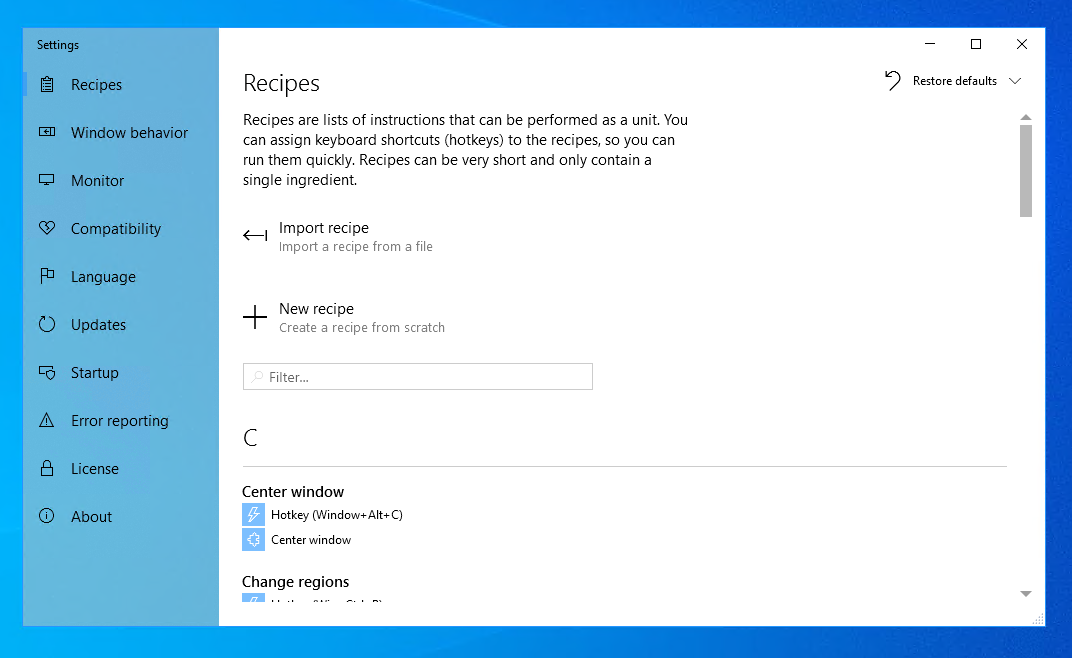 Settings
Recipes
Window behavior
Monitor
Compatibility
Language
Updates
Startup
Error reporting
License
About
Recipes
Restore defaults
Recipes are lists of instructions that can be performed as a unit. You
can assign keyboard shortcuts (hotkeys) to the recipes, so you can
run them quickly. Recipes can be very short and only contain a
single ingredient.
Import recipe
Import a recipe from a file
New recipe
Create a recipe from scratch
Filter...
C
Center window
Hotkey (Window+Alt+C)
Center window
Change regions